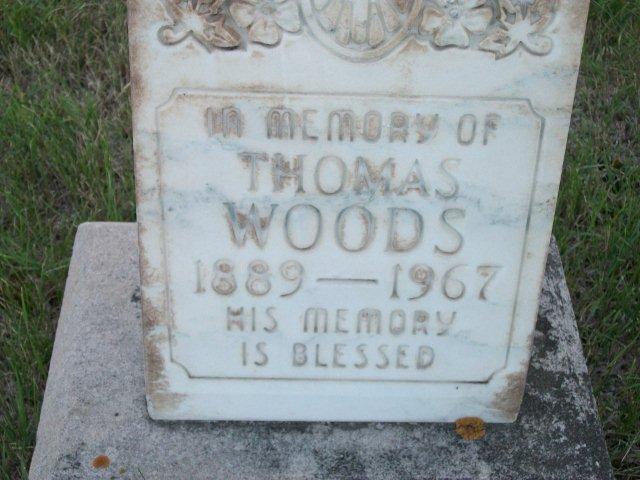 IN MEMORY OF
THOMAS
WOODS
1889 — 1967
HIS MEMORY
IS BLESSED